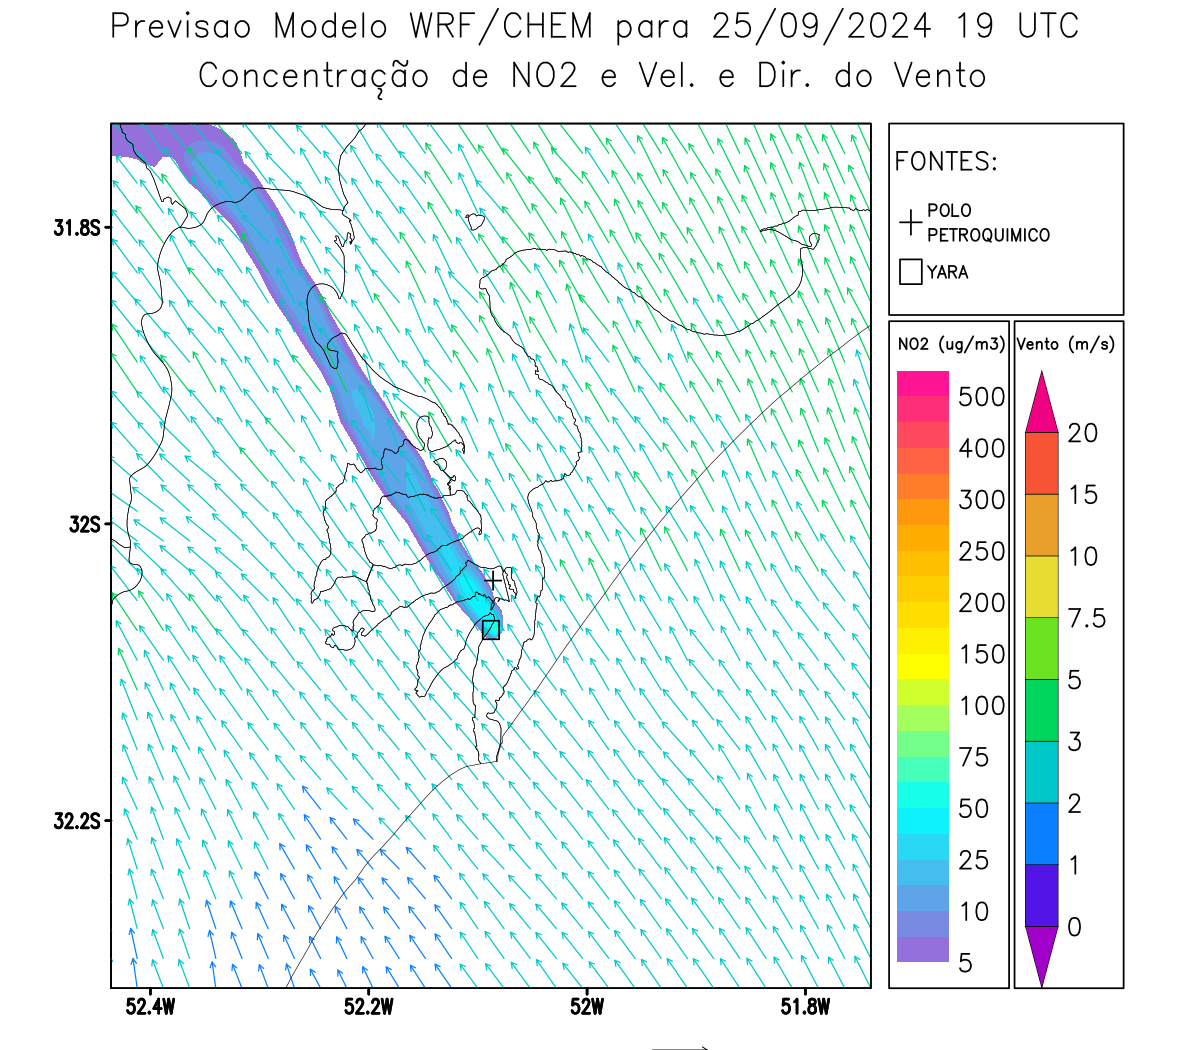 Previsao Modelo WRF/CHEM para 25/09/2024 19 UTC
Concentração de NO2 e Vel. e Dir. do Vento
FONTES:
POLO
PETROQUIMICO
YARA
NO2 (ug/m3)
500
400
300
250
200
150
100
75
50
25
10
5
Vento (m/s)
20
15
10
7.5
5
3
2
1
0
31.8S
32S
32.2S
52.4W
52.2W
52W
51.8W